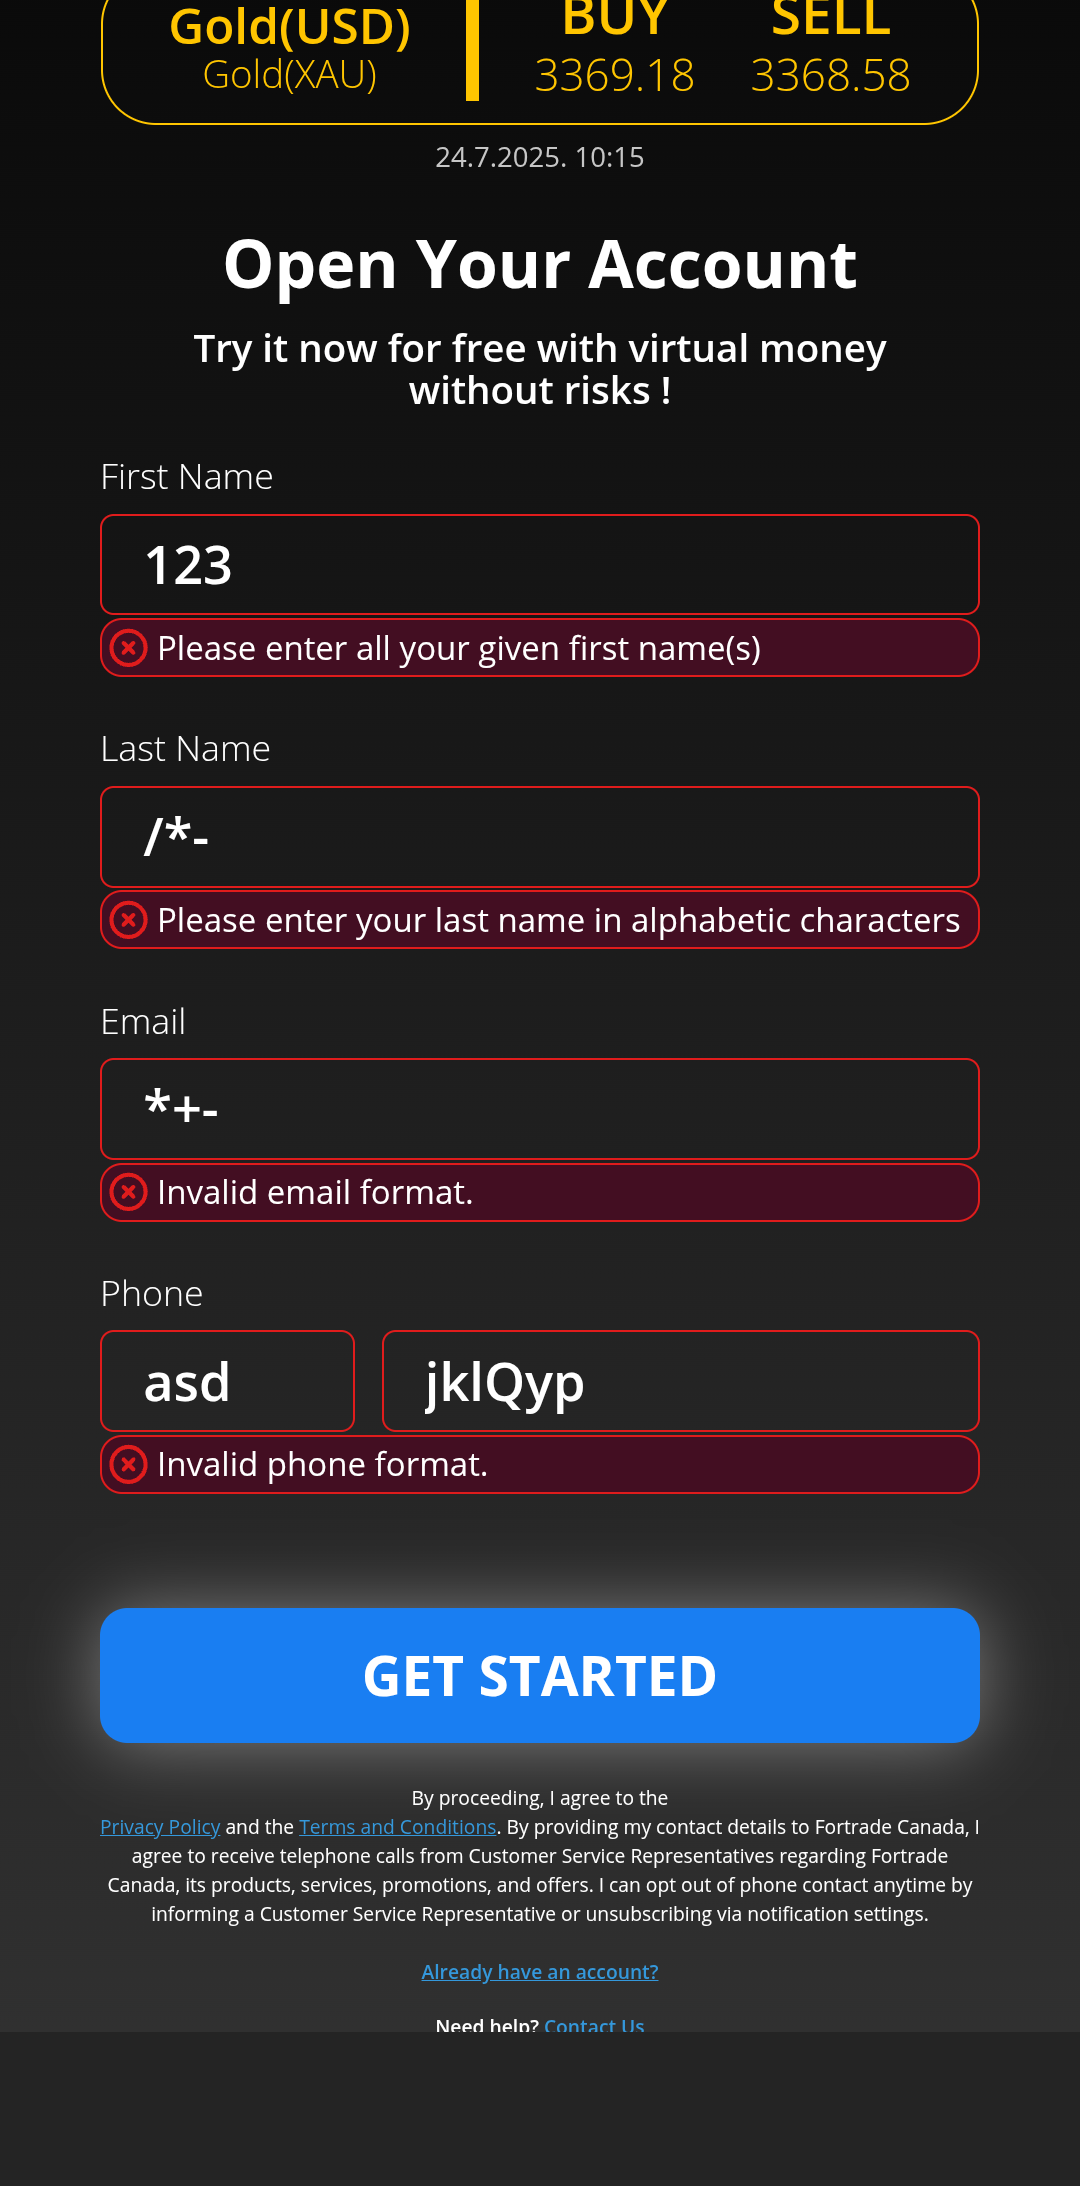 Gold(USD)
Gold(XAU)
BUY SELL
3369.18 3368.58
24.7.2025. 10:15
Open Your Account
Try it now for free with virtual money
without risks !
First Name
123
Please enter all your given first name(s)
Last Name
/*-
Please enter your last name in alphabetic characters
Email
*+-
Invalid email format.
Phone
asd jklQyp
Invalid phone format.
GET STARTED
By proceeding, I agree to the
Privacy Policy and the Terms and Conditions. By providing my contact details to Fortrade Canada, I
agree to receive telephone calls from Customer Service Representatives regarding Fortrade
Canada, its products, services, promotions, and offers. I can opt out of phone contact anytime by
informing a Customer Service Representative or unsubscribing via notification settings.
Already have an account?
Need help? Contact Us